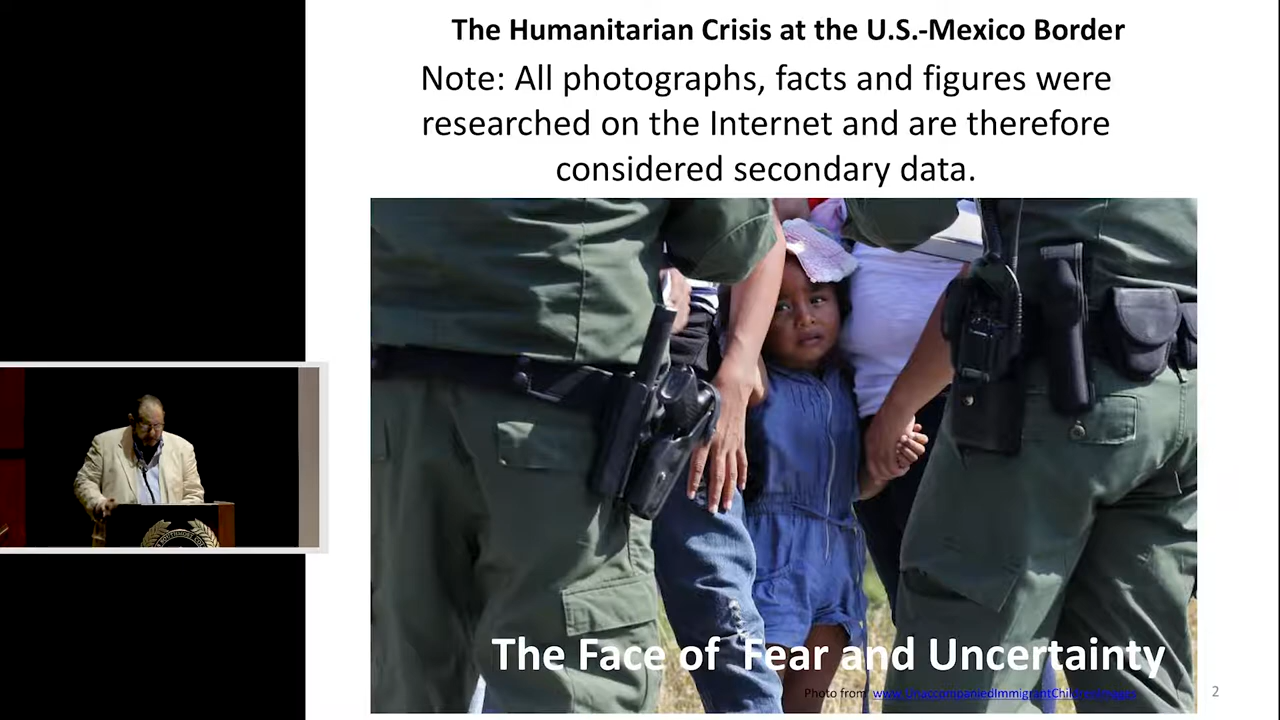 The Humanitarian Crisis at the U.S.-Mexico Border
Note: All photographs, facts and figures were
researched on the Internet and are therefore
considered secondary data.
The Face of Fear and Uncertainty
Photo from
2